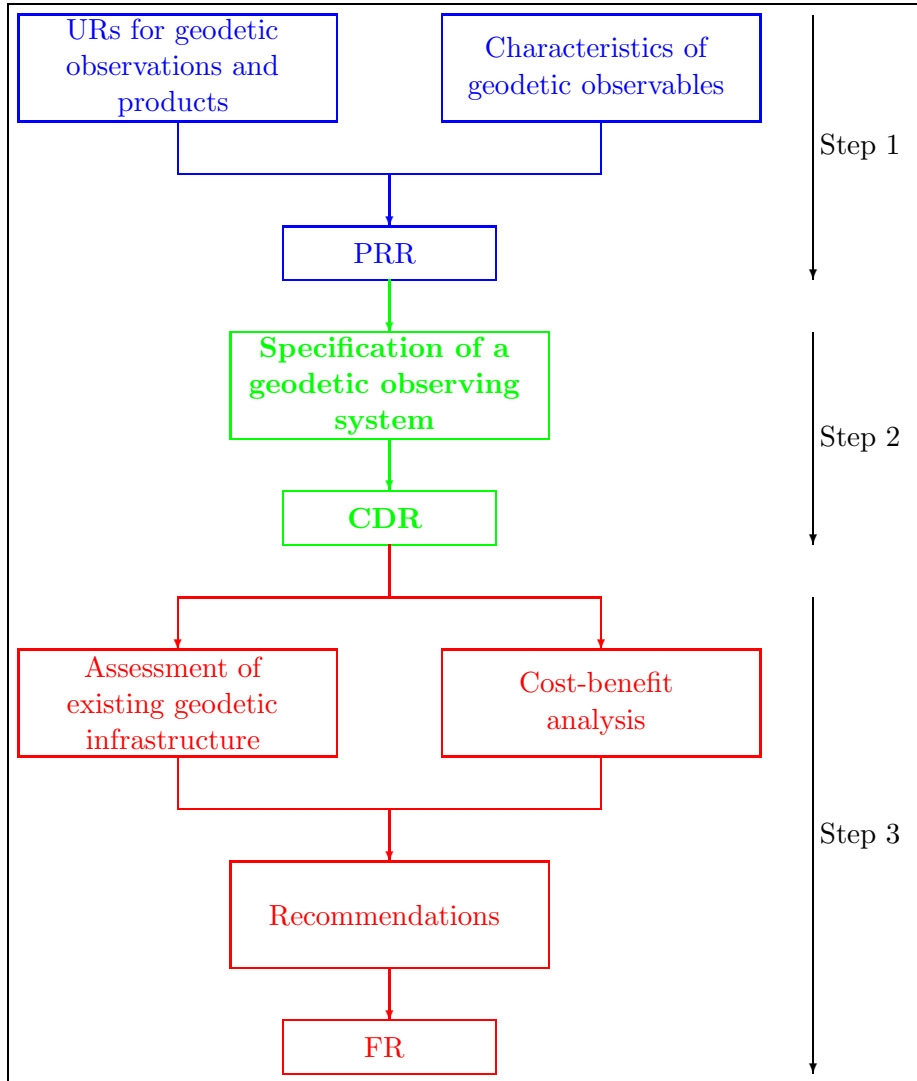 URs for geodetic
observations and
products
Characteristics of
geodetic observables
Step 1
PRR
Specification of a
geodetic observing
system
Step 2
CDR
Assessment of
existing geodetic
infrastructure
Cost-benefit
analysis
Step 3
Recommendations
FR